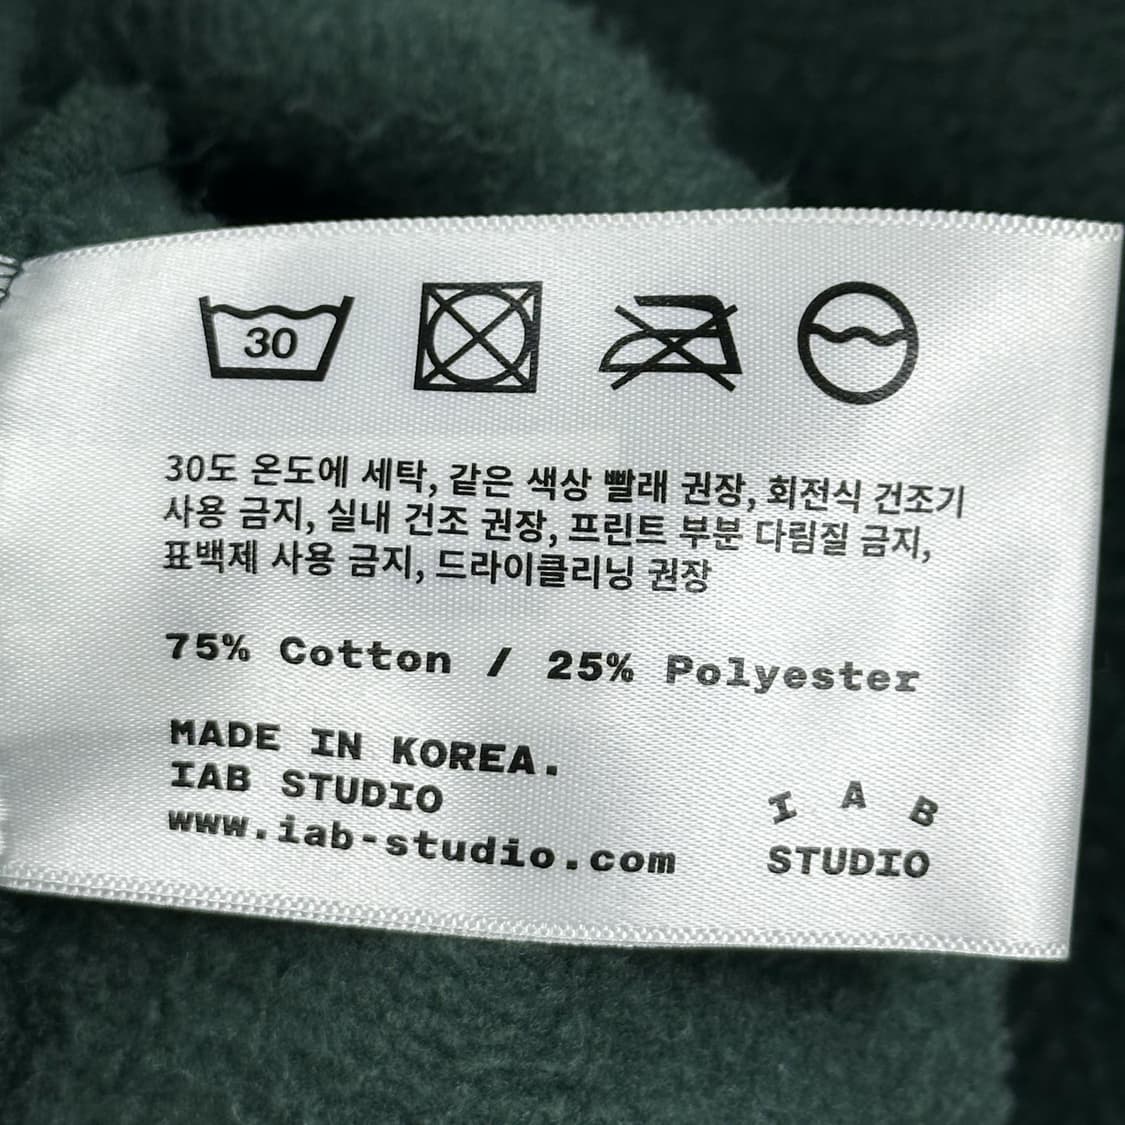 30
30도 온도에 세탁, 같은 색상 빨래 권장, 회전식 건조기
사용 금지, 실내 건조 권장, 프린트 부분 다림질 금지,
표백제 사용 금지, 드라이클리닝 권장
75% Cotton / 25% Polyester
MADE IN KOREA.
IAB STUDIO
www.iab-studio.com
I A B
STUDIO